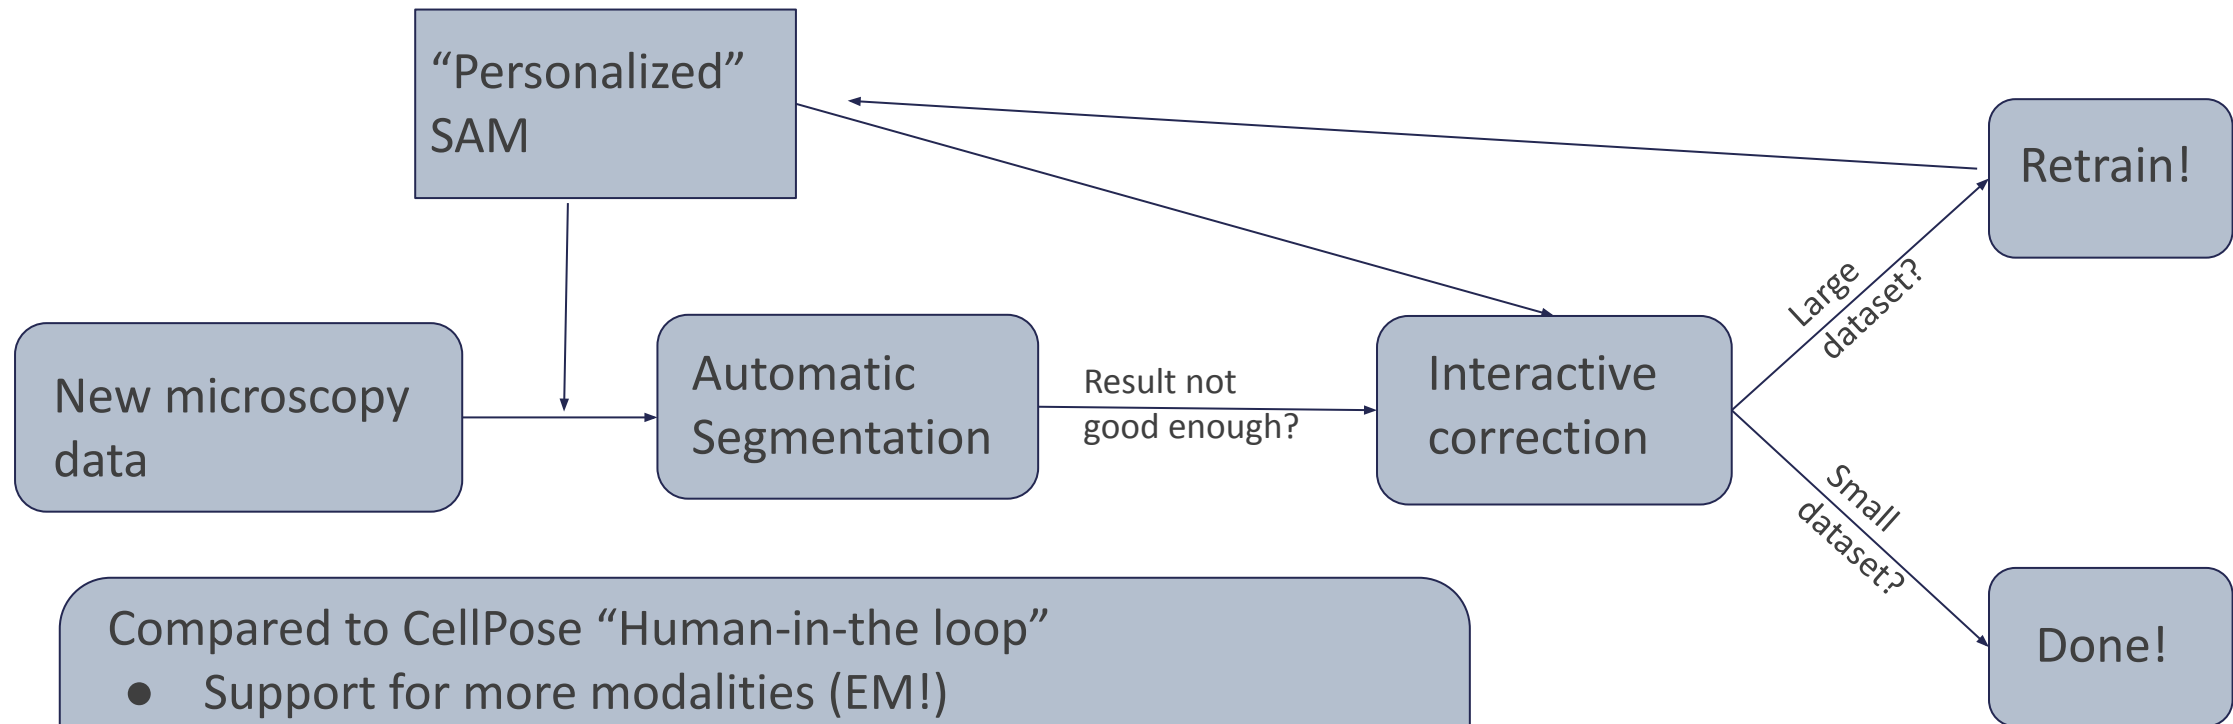 “Personalized”
SAM
Retrain!
Large
dataset?
New microscopy
data
Automatic
Segmentation
Result not
good enough?
Interactive
correction
Small
dataset?
Done!
Compared to CellPose “Human-in-the loop”
● Support for more modalities (EM!)